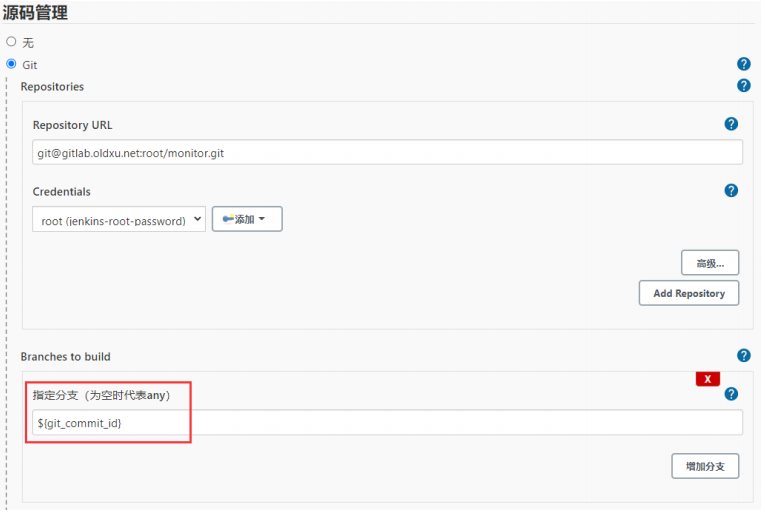 源码管理
无
Git
Repositories
Repository URL
git@gitlab.oldxu.net:root/monitor.git
Credentials
root (jenkins-root-password)
添加
高级...
Add Repository
Branches to build
X
指定分支（为空时代表any）
${git_commit_id}
增加分支